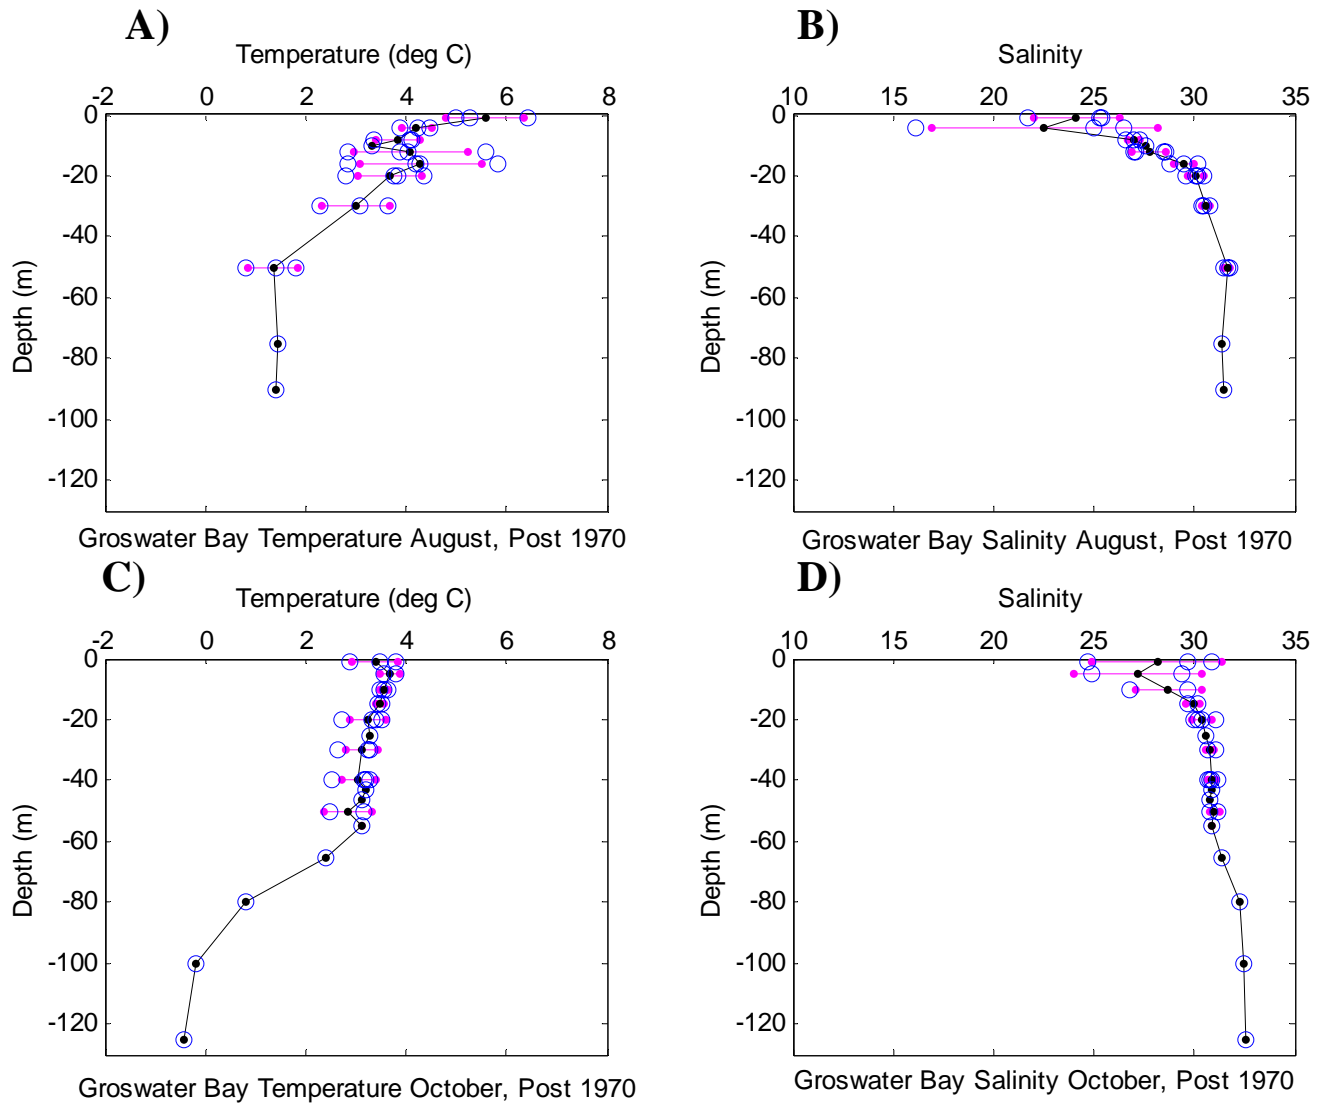 A)
B)
Temperature (deg C)
Salinity
-2 0 2 4 6 8
10 15 20 25 30 35
0
-20
-40
-60
-80
-100
-120
Depth (m)
0
-20
-40
-60
-80
-100
-120
Depth (m)
Groswater Bay Temperature August, Post 1970
Groswater Bay Salinity August, Post 1970
C)
D)
Temperature (deg C)
Salinity
-2 0 2 4 6 8
10 15 20 25 30 35
0
-20
-40
-60
-80
-100
-120
Depth (m)
0
-20
-40
-60
-80
-100
-120
Depth (m)
Groswater Bay Temperature October, Post 1970
Groswater Bay Salinity October, Post 1970